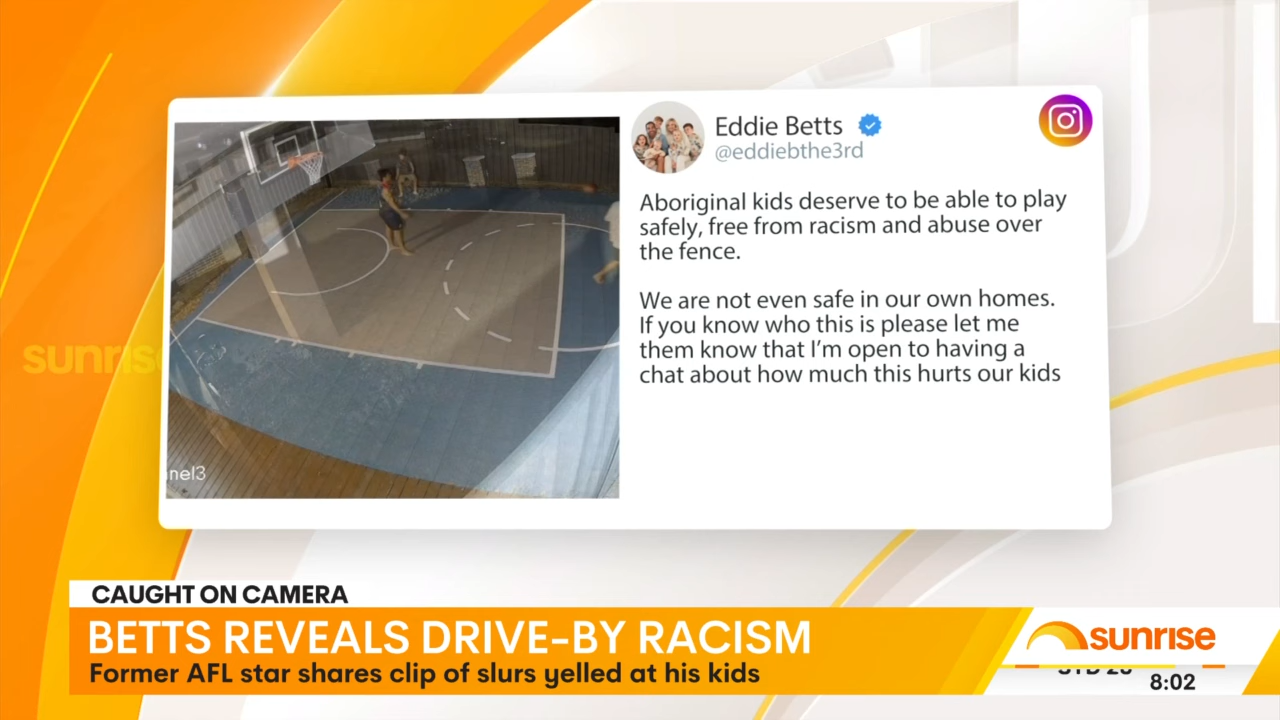 Eddie Betts
@eddiebthe3rd
Aboriginal kids deserve to be able to play
safely, free from racism and abuse over
the fence.
We are not even safe in our own homes.
If you know who this is please let me
them know that I'm open to having a
chat about how much this hurts our kids
sunrise
nel3
CAUGHT ON CAMERA
BETTS REVEALS DRIVE-BY RACISM
Former AFL star shares clip of slurs yelled at his kids
sunrise
8:02